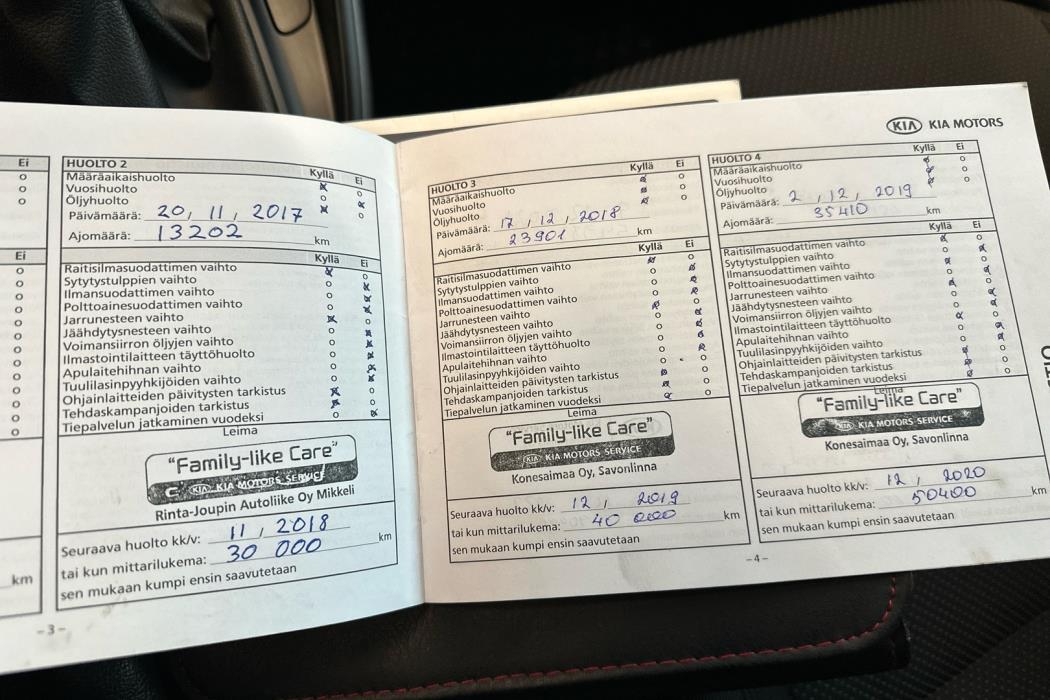 Ei
Ei
km
- 3 -
HUOLTO 2
Kyllä Ei
Määräaikaishuolto
Vuosihuolto
Öljyhuolto
Päivämäärä: 20, 11, 2017
Ajomäärä: 13202 km
Kyllä Ei
Raitisilmasuodattimen vaihto
Sytytystulppien vaihto
Ilmansuodattimen vaihto
Polttoainesuodattimen vaihto
Jarrunesteen vaihto
Jäähdytysnesteen vaihto
Voimansiirron öljyjen vaihto
Ilmastointilaitteen täyttöhuolto
Apulaitehihnan vaihto
Tuulilasinpyyhkijöiden vaihto
Ohjainlaitteiden päivitysten tarkistus
Tehdaskampanjoiden tarkistus
Tiepalvelun jatkaminen vuodeksi
Leima
"Family-like Care"
KIA KIA MOTORS SERVICE
Rinta-Joupin Autoliike Oy Mikkeli
Seuraava huolto kk/v: 11, 2018
tai kun mittarilukema: 30 000 km
sen mukaan kumpi ensin saavutetaan
HUOLTO 3
Kyllä Ei
Määräaikaishuolto
Vuosihuolto
Öljyhuolto
Päivämäärä: 17, 12, 2018
Ajomäärä: 23901 km
Kyllä Ei
Raitisilmasuodattimen vaihto
Sytytystulppien vaihto
Ilmansuodattimen vaihto
Polttoainesuodattimen vaihto
Jarrunesteen vaihto
Jäähdytysnesteen vaihto
Voimansiirron öljyjen vaihto
Ilmastointilaitteen täyttöhuolto
Apulaitehihnan vaihto
Tuulilasinpyyhkijöiden vaihto
Ohjainlaitteiden päivitysten tarkistus
Tehdaskampanjoiden tarkistus
Tiepalvelun jatkaminen vuodeksi
Leima
"Family-like Care"
KIA KIA MOTORS SERVICE
Konesaimaa Oy, Savonlinna
Seuraava huolto kk/v: 12, 2019
tai kun mittarilukema: 40 000 km
sen mukaan kumpi ensin saavutetaan
KIA KIA MOTORS
HUOLTO 4
Kyllä Ei
Määräaikaishuolto
Vuosihuolto
Öljyhuolto
Päivämäärä: 2, 12, 2019
Ajomäärä: 35410 km
Kyllä Ei
Raitisilmasuodattimen vaihto
Sytytystulppien vaihto
Ilmansuodattimen vaihto
Polttoainesuodattimen vaihto
Jarrunesteen vaihto
Jäähdytysnesteen vaihto
Voimansiirron öljyjen vaihto
Ilmastointilaitteen täyttöhuolto
Apulaitehihnan vaihto
Tuulilasinpyyhkijöiden vaihto
Ohjainlaitteiden päivitysten tarkistus
Tehdaskampanjoiden tarkistus
Tiepalvelun jatkaminen vuodeksi
Leima
"Family-like Care"
KIA KIA MOTORS SERVICE
Konesaimaa Oy, Savonlinna
Seuraava huolto kk/v: 12, 2020
tai kun mittarilukema: 50400 km
sen mukaan kumpi ensin saavutetaan
- 4 -